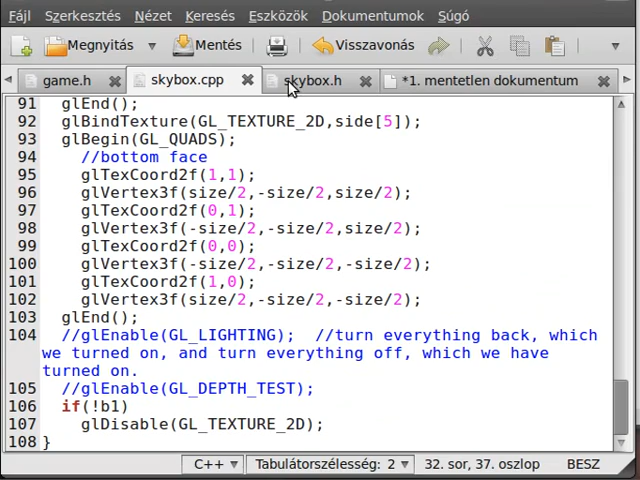 Fájl Szerkesztés Nézet Keresés Eszközök Dokumentumok Súgó
Megnyitás Mentés Visszavonás
game.h skybox.cpp skybox.h *1. mentetlen dokumentum
91 glEnd();
92 glBindTexture(GL_TEXTURE_2D,side[5]);
93 glBegin(GL_QUADS);
94 //bottom face
95 glTexCoord2f(1,1);
96 glVertex3f(size/2,-size/2,size/2);
97 glTexCoord2f(0,1);
98 glVertex3f(-size/2,-size/2,size/2);
99 glTexCoord2f(0,0);
100 glVertex3f(-size/2,-size/2,-size/2);
101 glTexCoord2f(1,0);
102 glVertex3f(size/2,-size/2,-size/2);
103 glEnd();
104 //glEnable(GL_LIGHTING); //turn everything back, which
we turned on, and turn everything off, which we have
turned on.
105 //glEnable(GL_DEPTH_TEST);
106 if(!b1)
107 glDisable(GL_TEXTURE_2D);
108 }
C++ Tabulátorszélesség: 2 32. sor, 37. oszlop BESZ